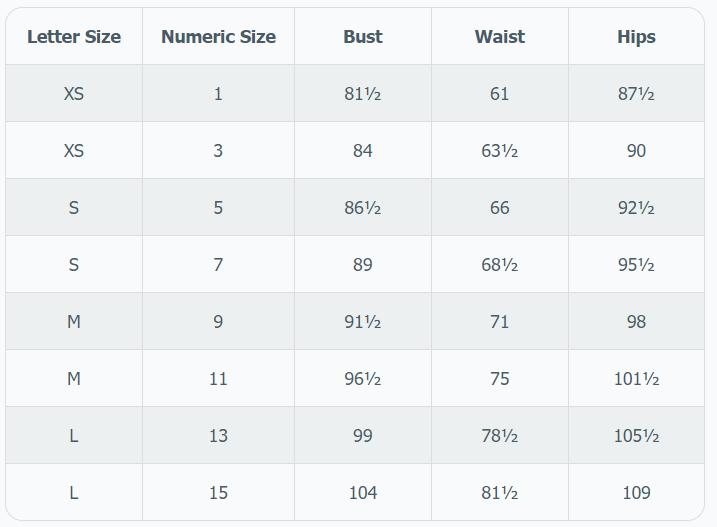 Letter Size Numeric Size Bust Waist Hips
XS 1 81½ 61 87½
XS 3 84 63½ 90
S 5 86½ 66 92½
S 7 89 68½ 95½
M 9 91½ 71 98
M 11 96½ 75 101½
L 13 99 78½ 105½
L 15 104 81½ 109